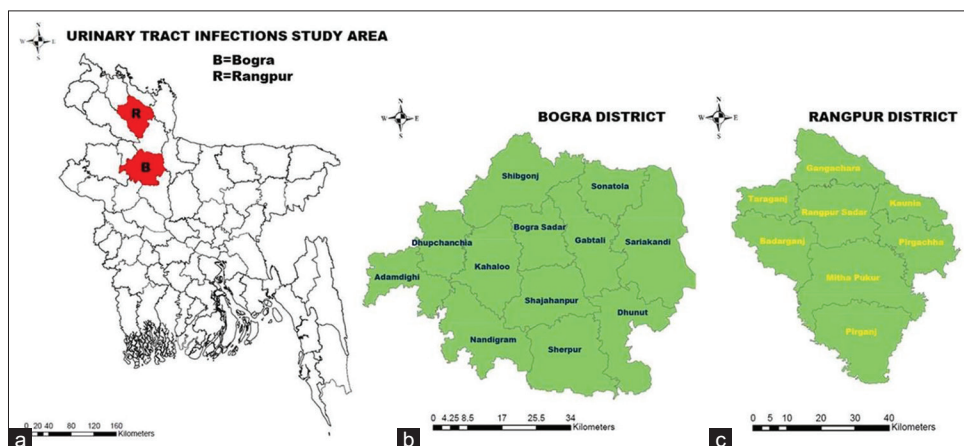 N
W E
S
URINARY TRACT INFECTIONS STUDY AREA
B=Bogra
R=Rangpur
R
B
0 20 40 80 120 160
Kilometers
a
N
W E
S
BOGRA DISTRICT
Shibgonj
Sonatola
Bogra Sadar
Dhupchanchia
Gabtali
Sariakandi
Kahaloo
Adamdighi
Shajahanpur
Dhunut
Nandigram
Sherpur
0 4.25 8.5 17 25.5 34
Kilometers
b
N
W E
S
RANGPUR DISTRICT
Gangachara
Taraganj
Kaunia
Rangpur Sadar
Badarganj
Pirgachha
Mitha Pukur
Pirganj
0 5 10 20 30 40
Kilometers
c